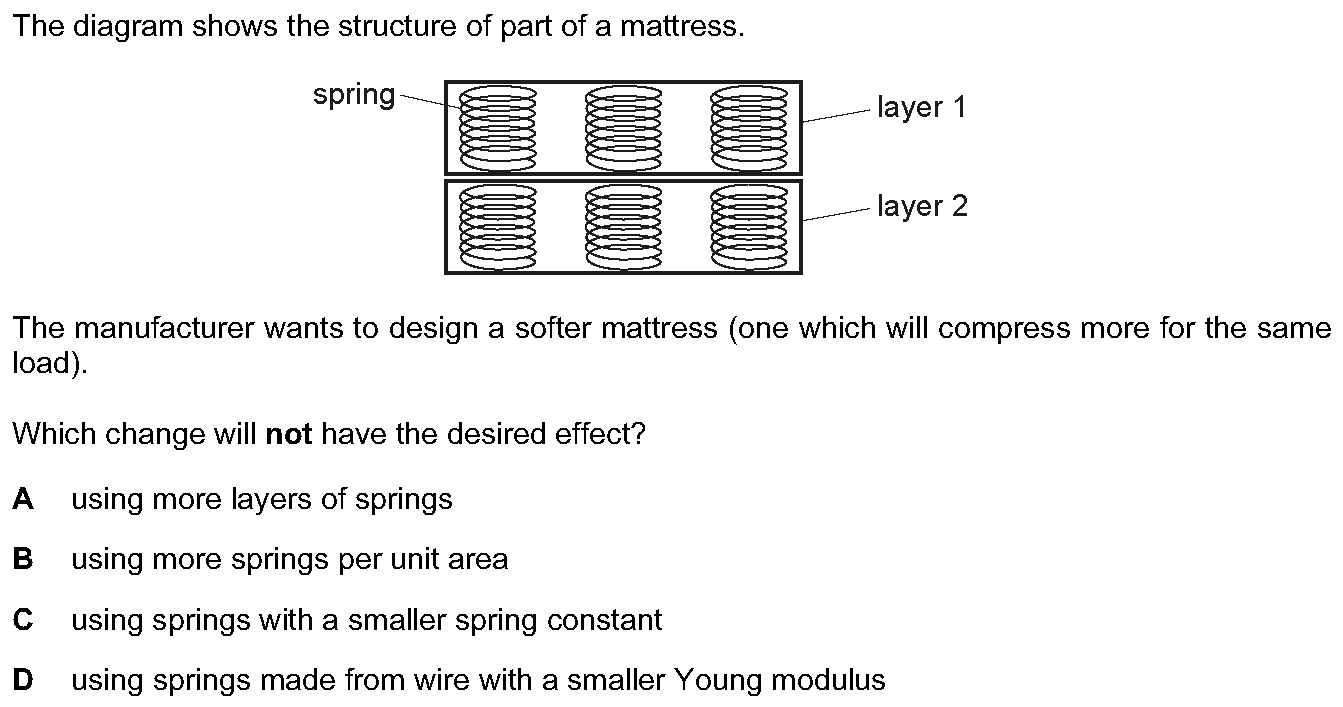 The diagram shows the structure of part of a mattress.
spring
layer 1
layer 2
The manufacturer wants to design a softer mattress (one which will compress more for the same
load).
Which change will not have the desired effect?
A using more layers of springs
B using more springs per unit area
C using springs with a smaller spring constant
D using springs made from wire with a smaller Young modulus